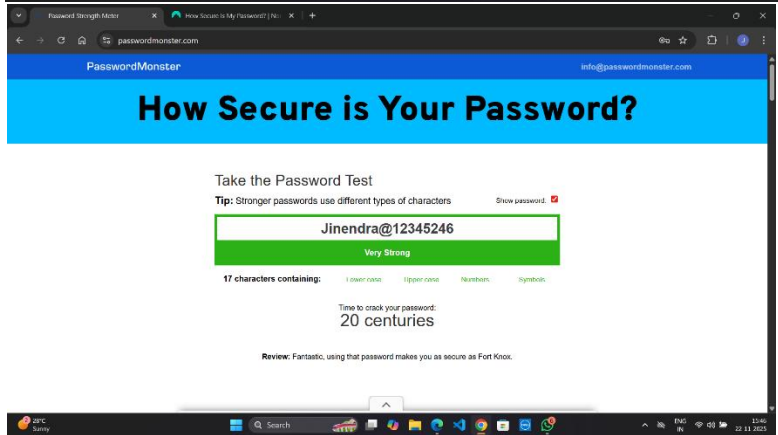 Password Strength Meter
How Secure Is My Password? | No
passwordmonster.com
PasswordMonster
info@passwordmonster.com
How Secure is Your Password?
Take the Password Test
Tip: Stronger passwords use different types of characters
Show password:
Jinendra@12345246
Very Strong
17 characters containing:
Lower case
Upper case
Numbers
Symbols
Time to crack your password:
20 centuries
Review: Fantastic, using that password makes you as secure as Fort Knox.
28°C
Sunny
Search
ENG
IN
15:46
22-11-2025